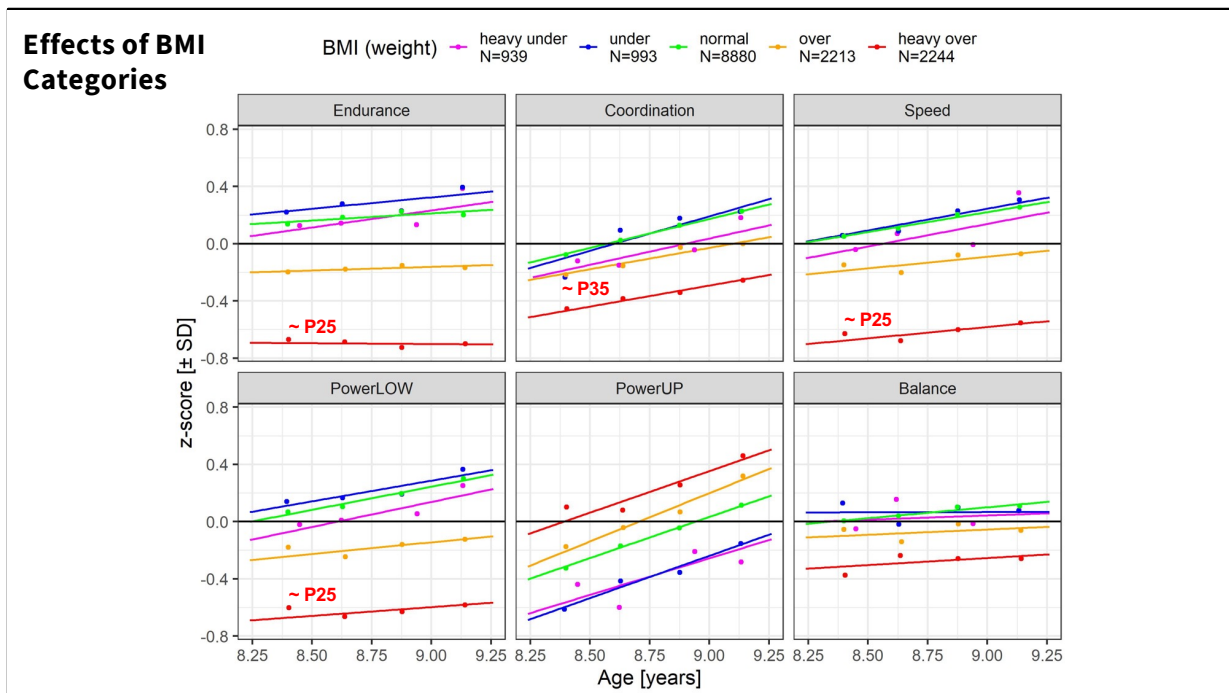 Effects of BMI
Categories
BMI (weight)
heavy under
N=939
under
N=993
normal
N=8880
over
N=2213
heavy over
N=2244
Endurance
Coordination
Speed
0.8
0.4
0.0
-0.4
-0.8
~ P25
~ P35
~ P25
PowerLOW
PowerUP
Balance
0.8
0.4
0.0
-0.4
-0.8
~ P25
z-score [± SD]
8.25 8.50 8.75 9.00 9.25
8.25 8.50 8.75 9.00 9.25
8.25 8.50 8.75 9.00 9.25
Age [years]